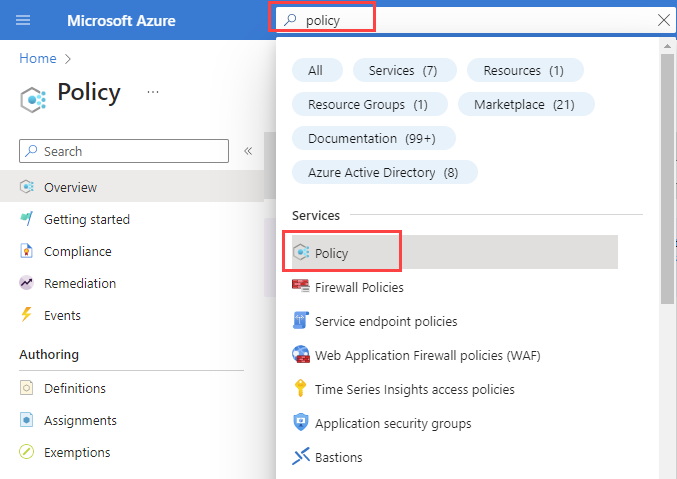 Microsoft Azure
policy
Home
Policy
...
Search
Overview
Getting started
Compliance
Remediation
Events
Authoring
Definitions
Assignments
Exemptions
All
Services (7)
Resources (1)
Resource Groups (1)
Marketplace (21)
Documentation (99+)
Azure Active Directory (8)
Services
Policy
Firewall Policies
Service endpoint policies
Web Application Firewall policies (WAF)
Time Series Insights access policies
Application security groups
Bastions